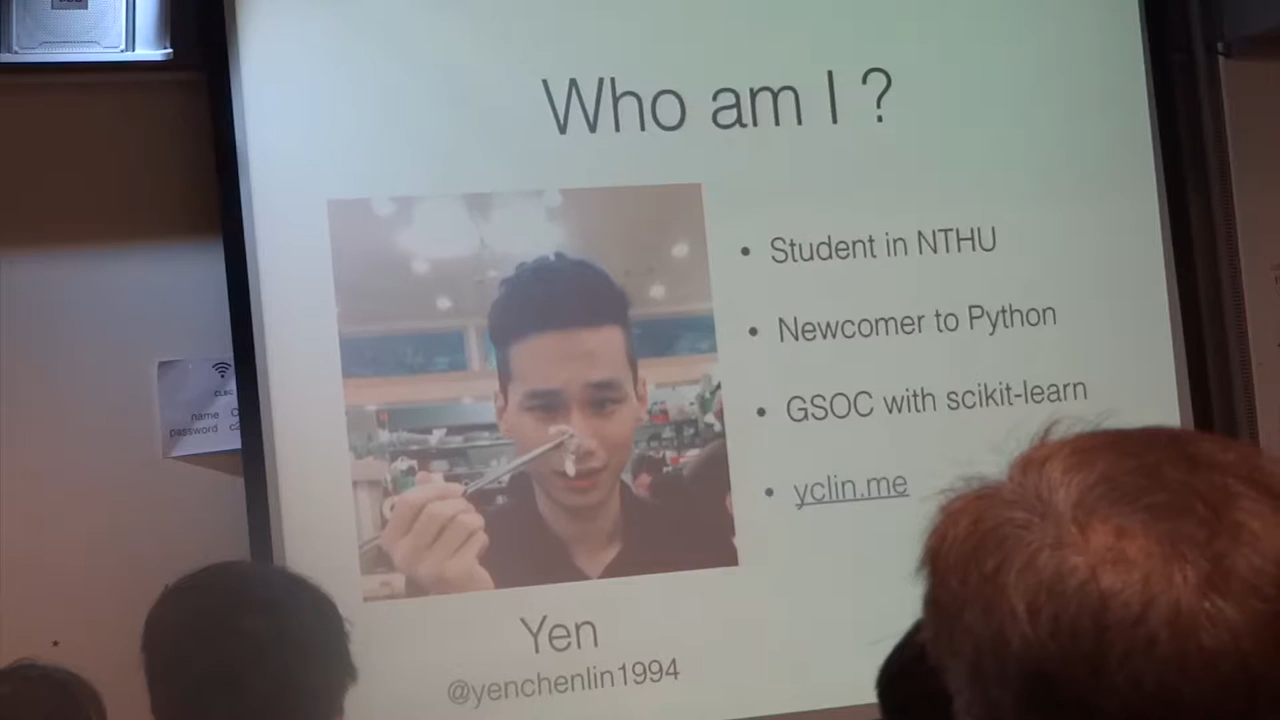 Who am I ?
• Student in NTHU
• Newcomer to Python
• GSOC with scikit-learn
• yclin.me
Yen
@yenchenlin1994
name
password